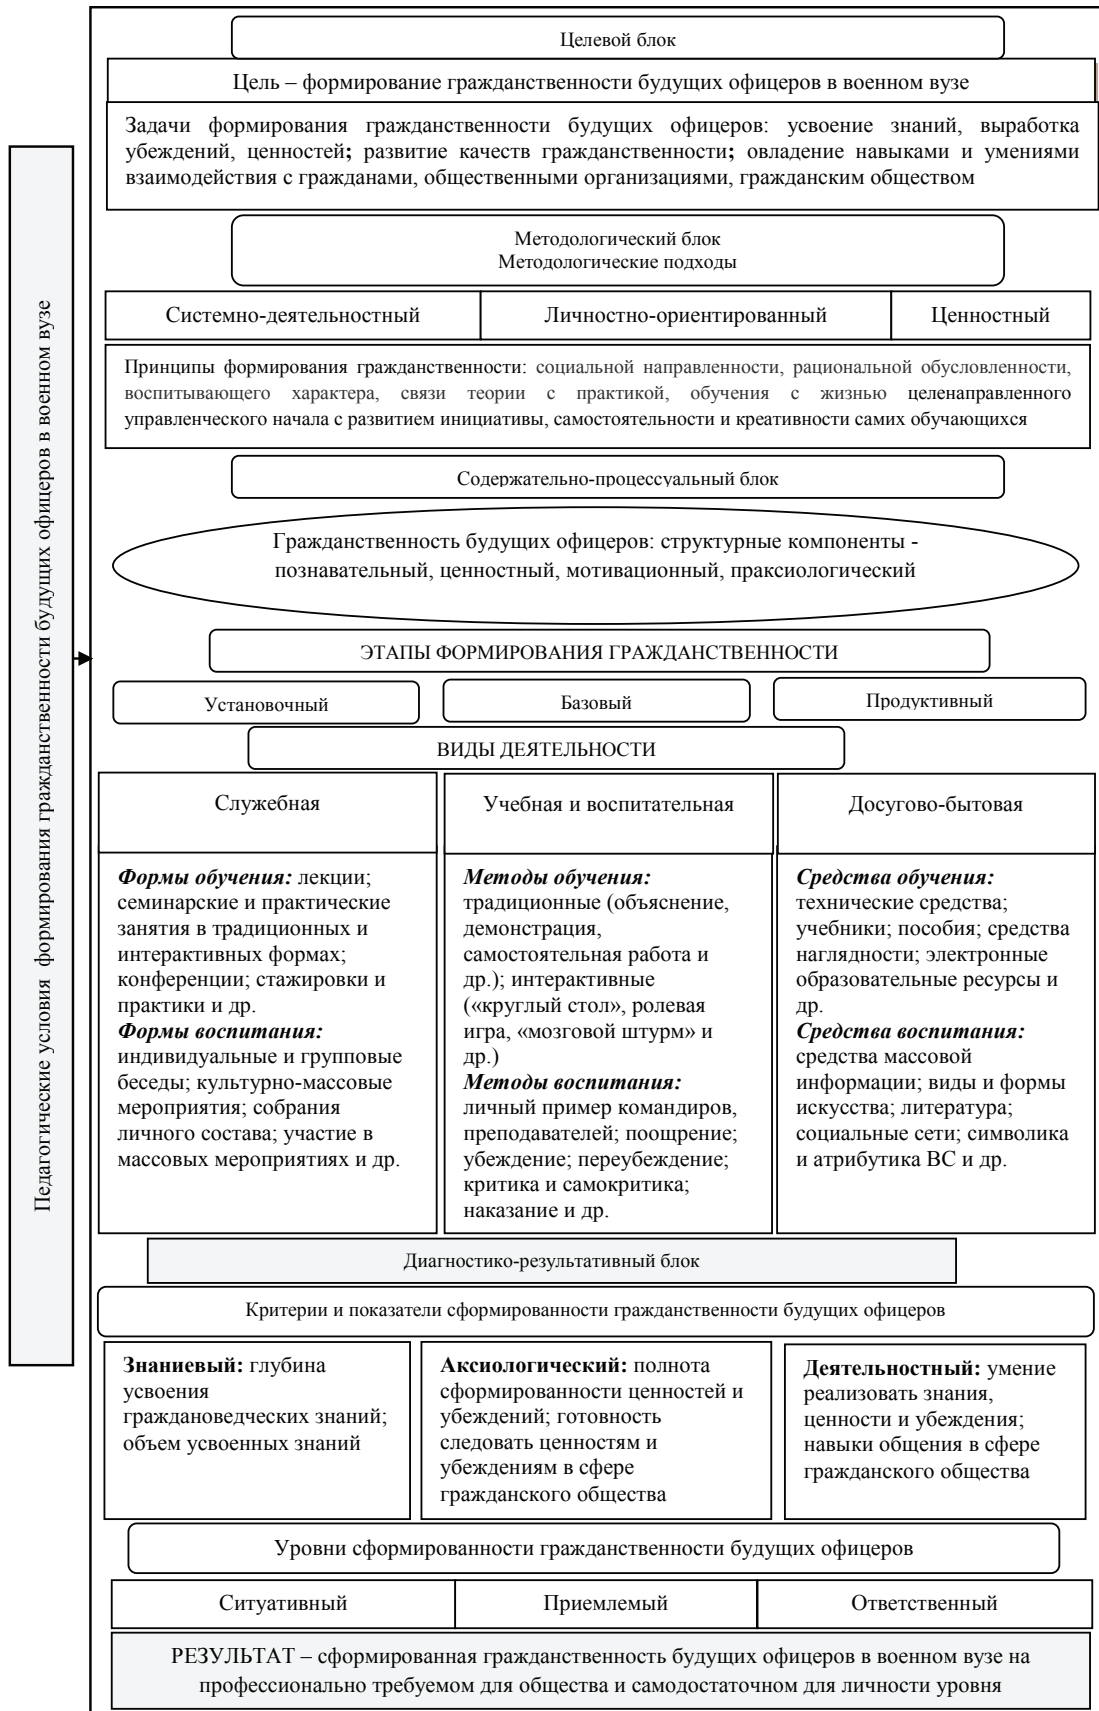 Педагогические условия формирования гражданственности будущих офицеров в военном вузе
Целевой блок
Цель – формирование гражданственности будущих офицеров в военном вузе
Задачи формирования гражданственности будущих офицеров: усвоение знаний, выработка
убеждений, ценностей; развитие качеств гражданственности; овладение навыками и умениями
взаимодействия с гражданами, общественными организациями, гражданским обществом
Методологический блок
Методологические подходы
Системно-деятельностный
Личностно-ориентированный
Ценностный
Принципы формирования гражданственности: социальной направленности, рациональной обусловленности,
воспитывающего характера, связи теории с практикой, обучения с жизнью целенаправленного
управленческого начала с развитием инициативы, самостоятельности и креативности самих обучающихся
Содержательно-процессуальный блок
Гражданственность будущих офицеров: структурные компоненты -
познавательный, ценностный, мотивационный, праксиологический
ЭТАПЫ ФОРМИРОВАНИЯ ГРАЖДАНСТВЕННОСТИ
Установочный
Базовый
Продуктивный
ВИДЫ ДЕЯТЕЛЬНОСТИ
Служебная
Учебная и воспитательная
Досугово-бытовая
Формы обучения: лекции;
семинарские и практические
занятия в традиционных и
интерактивных формах;
конференции; стажировки и
практики и др.
Формы воспитания:
индивидуальные и групповые
беседы; культурно-массовые
мероприятия; собрания
личного состава; участие в
массовых мероприятиях и др.
Методы обучения:
традиционные (объяснение,
демонстрация,
самостоятельная работа и
др.); интерактивные
(«круглый стол», ролевая
игра, «мозговой штурм» и
др.)
Методы воспитания:
личный пример командиров,
преподавателей; поощрение;
убеждение; переубеждение;
критика и самокритика;
наказание и др.
Средства обучения:
технические средства;
учебники; пособия; средства
наглядности; электронные
образовательные ресурсы и
др.
Средства воспитания:
средства массовой
информации; виды и формы
искусства; литература;
социальные сети; символика
и атрибутика ВС и др.
Диагностико-результативный блок
Критерии и показатели сформированности гражданственности будущих офицеров
Знаниевый: глубина
усвоения
граждановедческих знаний;
объем усвоенных знаний
Аксиологический: полнота
сформированности ценностей и
убеждений; готовность
следовать ценностям и
убеждениям в сфере
гражданского общества
Деятельностный: умение
реализовать знания,
ценности и убеждения;
навыки общения в сфере
гражданского общества
Уровни сформированности гражданственности будущих офицеров
Ситуативный
Приемлемый
Ответственный
РЕЗУЛЬТАТ – сформированная гражданственность будущих офицеров в военном вузе на
профессионально требуемом для общества и самодостаточном для личности уровня